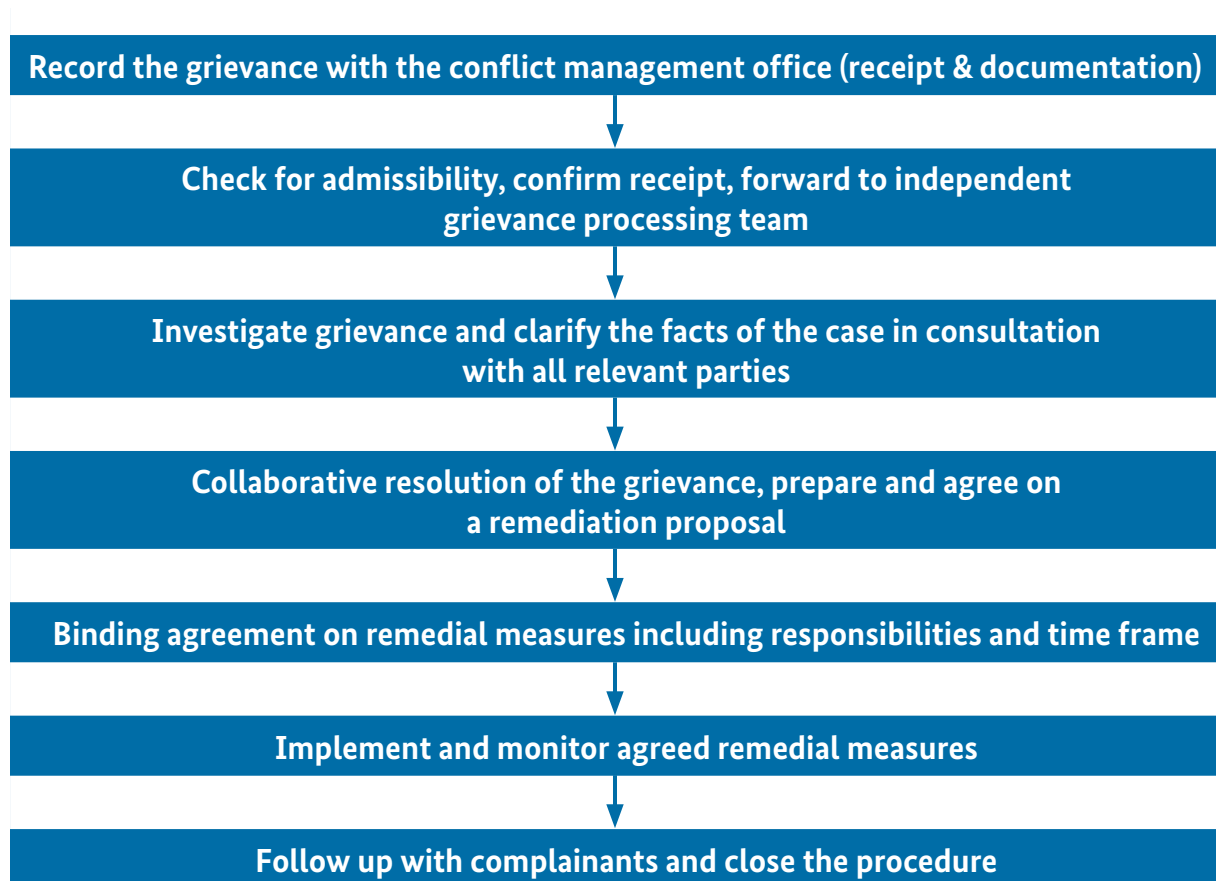 Record the grievance with the conflict management office (receipt & documentation)
Check for admissibility, confirm receipt, forward to independent
grievance processing team
Investigate grievance and clarify the facts of the case in consultation
with all relevant parties
Collaborative resolution of the grievance, prepare and agree on
a remediation proposal
Binding agreement on remedial measures including responsibilities and time frame
Implement and monitor agreed remedial measures
Follow up with complainants and close the procedure